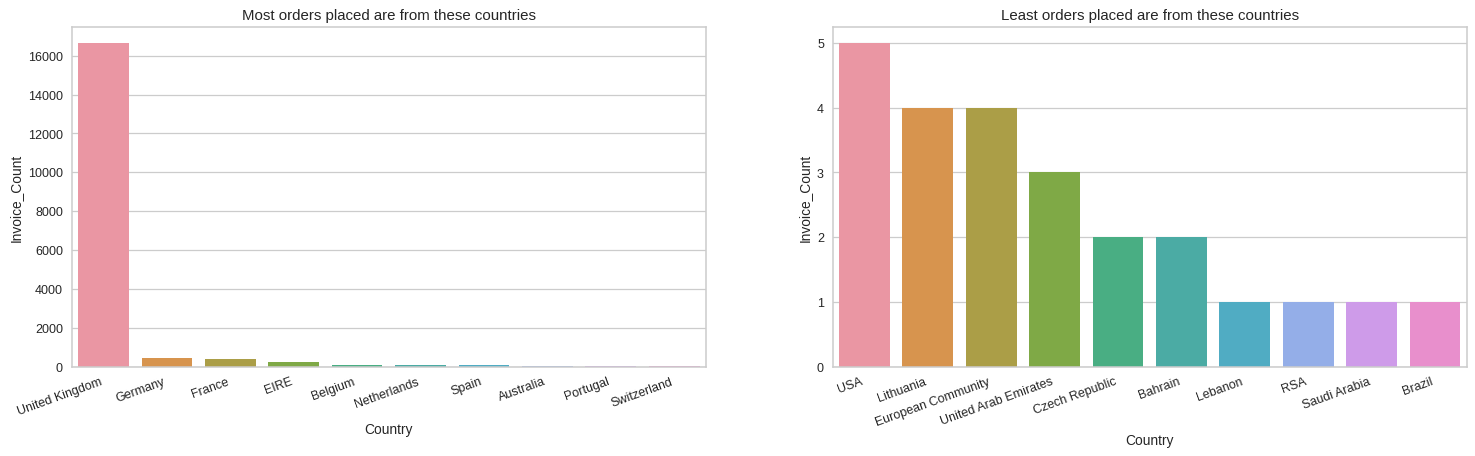 Most orders placed are from these countries
Invoice_Count
16000
14000
12000
10000
8000
6000
4000
2000
0
United Kingdom
Germany
France
EIRE
Belgium
Netherlands
Spain
Australia
Portugal
Switzerland
Country
Least orders placed are from these countries
Invoice_Count
5
4
3
2
1
0
USA
Lithuania
European Community
United Arab Emirates
Czech Republic
Bahrain
Lebanon
RSA
Saudi Arabia
Brazil
Country